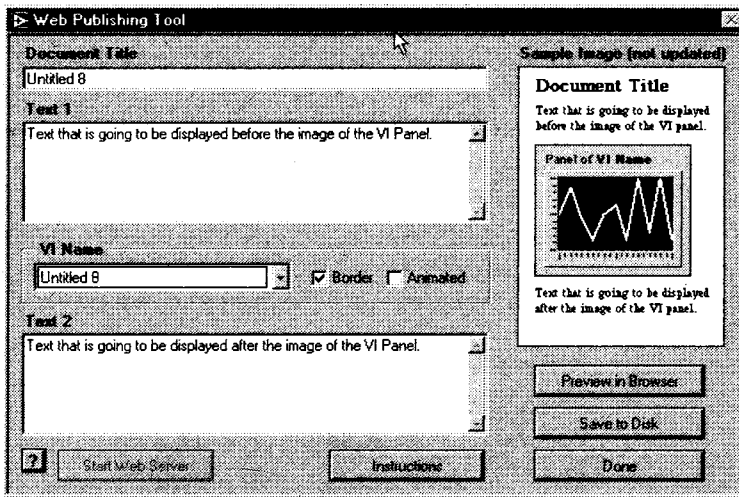 Web Publishing Tool
Document Title
Untitled 8
Text 1
Text that is going to be displayed before the image of the VI Panel.
VI Name
Untitled 8
Border
Animated
Text 2
Text that is going to be displayed after the image of the VI Panel.
?
Start Web Server
Instructions
Sample Image (not updated)
Document Title
Text that is going to be displayed
before the image of the VI panel.
Panel of VI Name
Text that is going to be displayed
after the image of the VI panel.
Preview in Browser
Save to Disk
Done